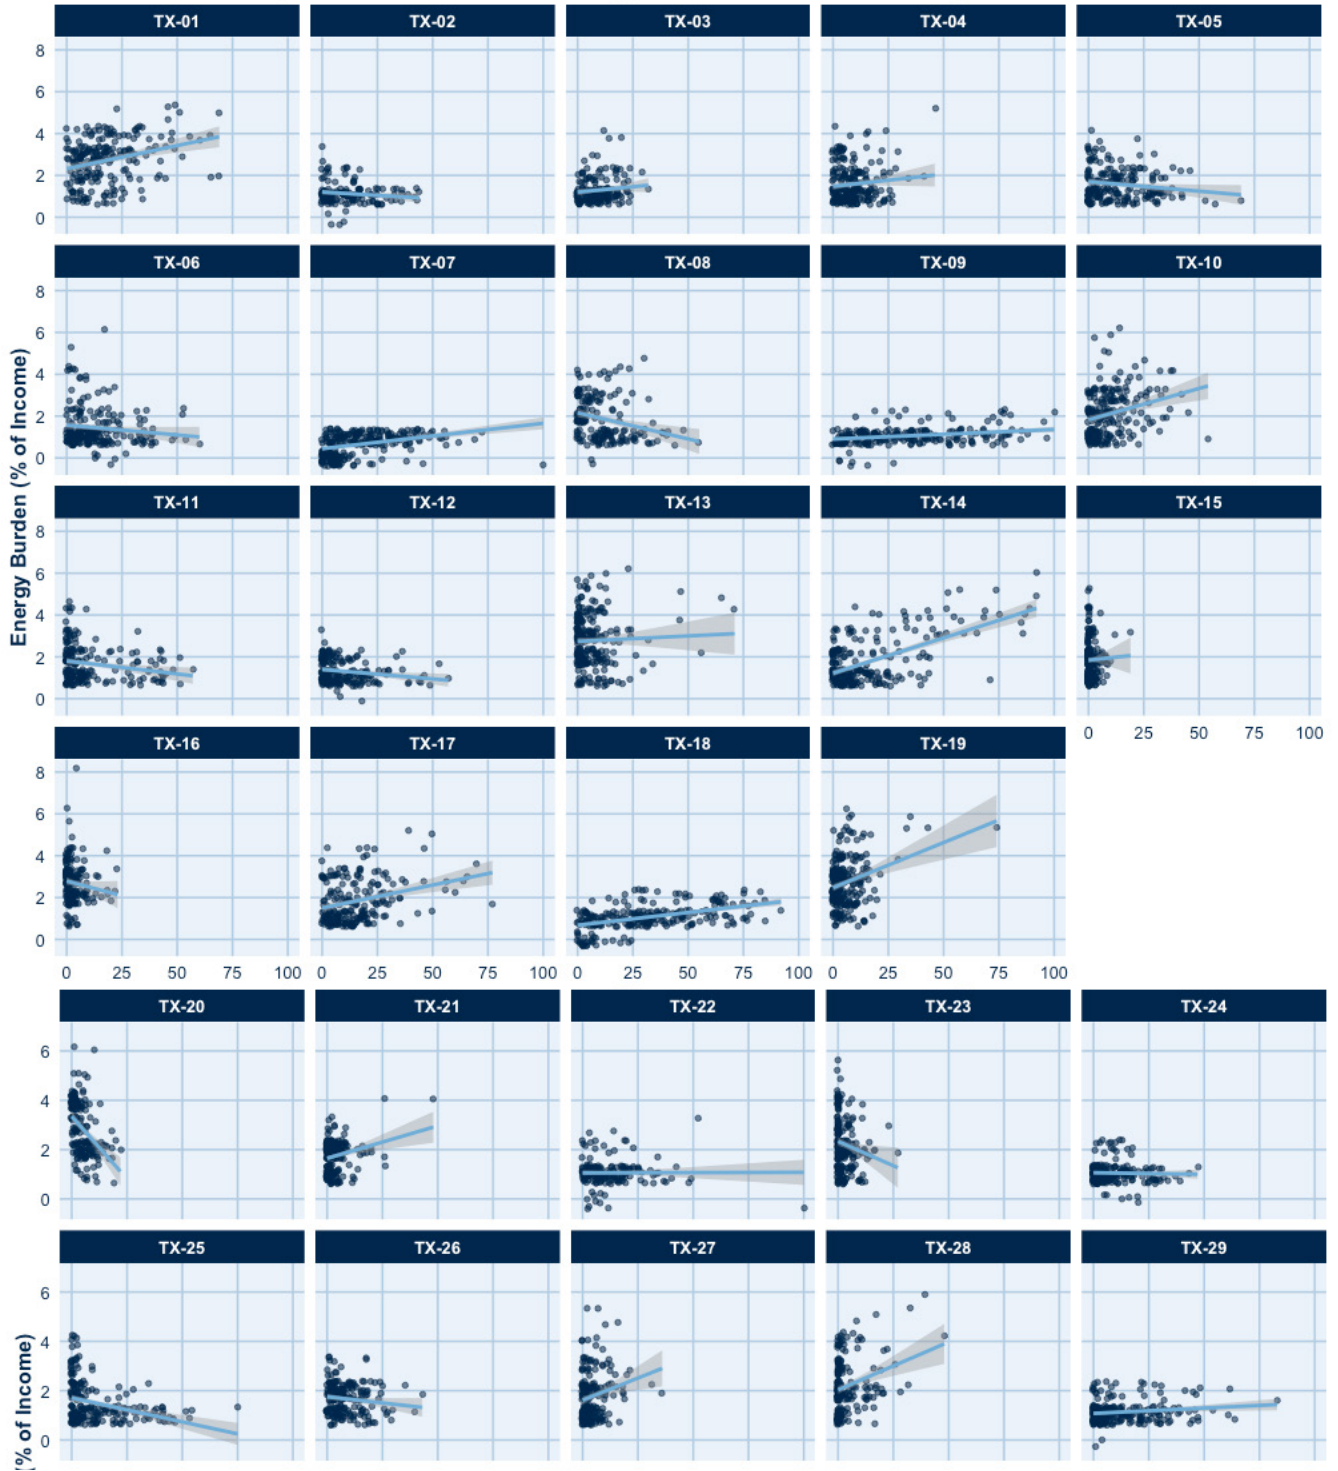 TX-01 TX-02 TX-03 TX-04 TX-05
8
6
4
2
0
TX-06 TX-07 TX-08 TX-09 TX-10
8
6
4
2
0
Energy Burden (% of Income)
TX-11 TX-12 TX-13 TX-14 TX-15
8
6
4
2
0
0 25 50 75 100
TX-16 TX-17 TX-18 TX-19
8
6
4
2
0
0 25 50 75 100 0 25 50 75 100 0 25 50 75 100 0 25 50 75 100
TX-20 TX-21 TX-22 TX-23 TX-24
6
4
2
0
TX-25 TX-26 TX-27 TX-28 TX-29
6
4
2
0
(% of Income)